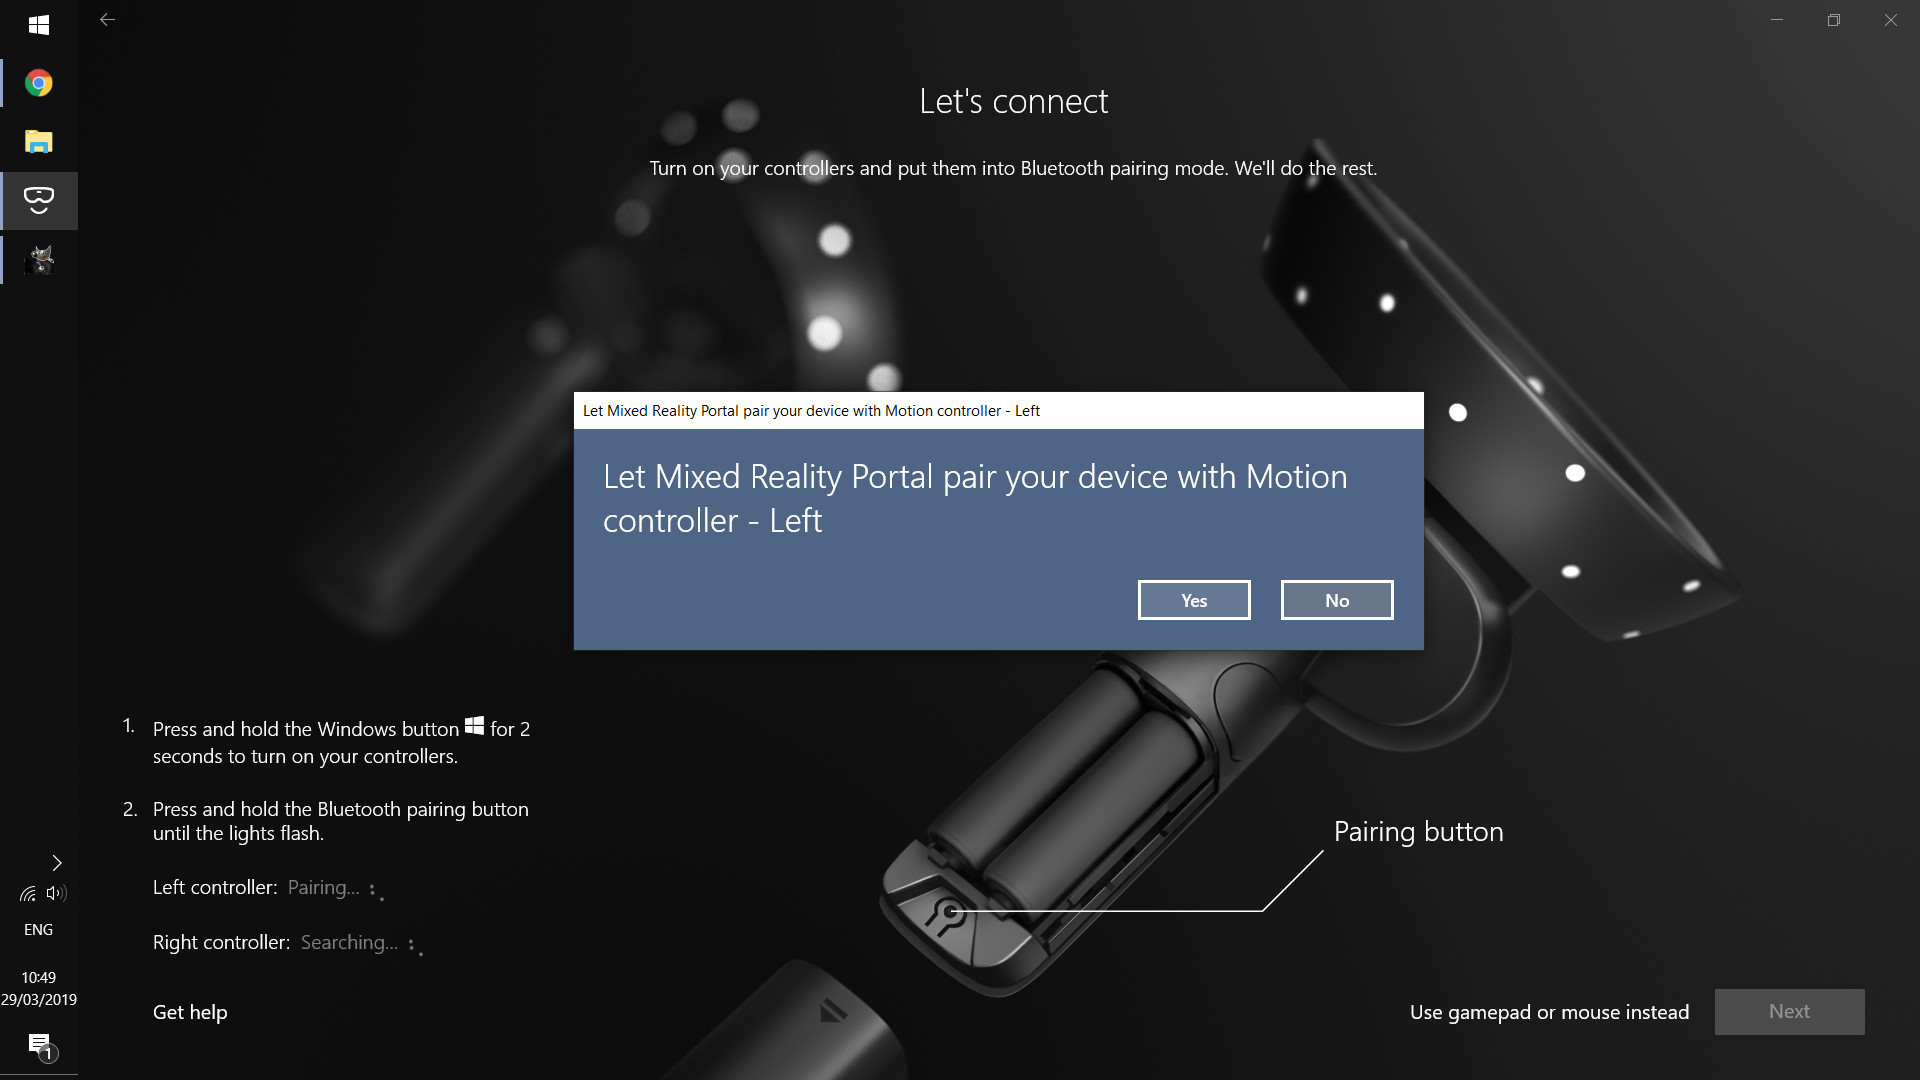 Let's connect
Turn on your controllers and put them into Bluetooth pairing mode. We'll do the rest.
Let Mixed Reality Portal pair your device with Motion controller - Left
Let Mixed Reality Portal pair your device with Motion
controller - Left
Yes
No
1. Press and hold the Windows button for 2
seconds to turn on your controllers.
2. Press and hold the Bluetooth pairing button
until the lights flash.
Left controller: Pairing...
Right controller: Searching...
Get help
Pairing button
Use gamepad or mouse instead
Next
ENG
10:49
29/03/2019
1